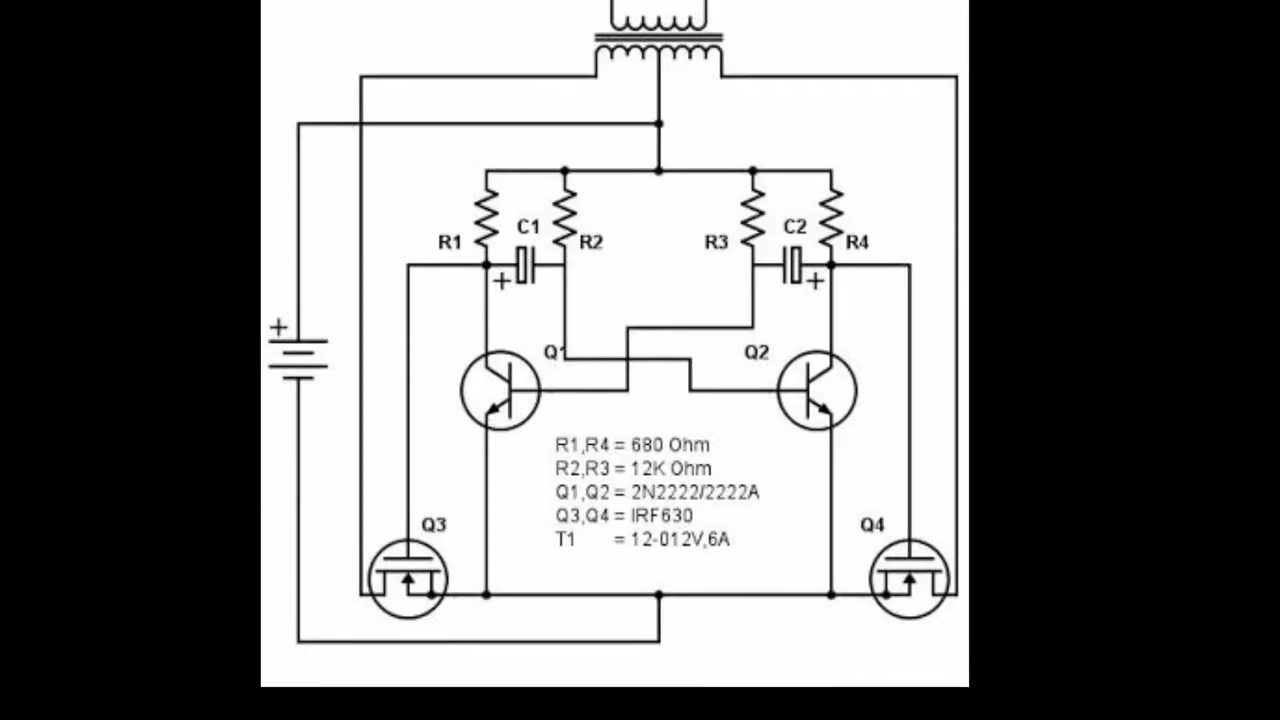 C1
C2
R1
R2
R3
R4
+
+
+
Q1
Q2
R1,R4 = 680 Ohm
R2,R3 = 12K Ohm
Q1,Q2 = 2N2222/2222A
Q3,Q4 = IRF630
T1 = 12-012V,6A
Q3
Q4